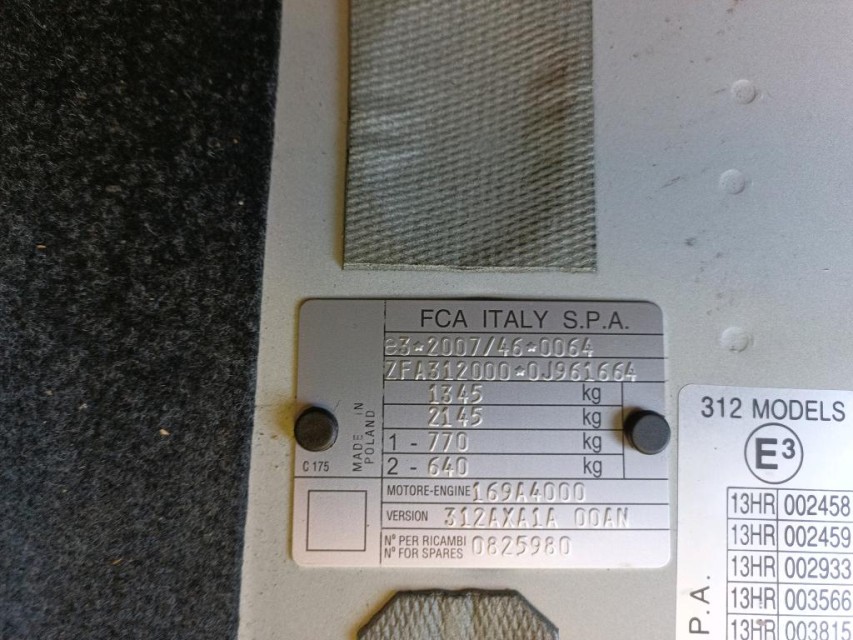 FCA ITALY S.P.A.
e3*2007/46*0064
ZFA312000*0J961664
1345 kg
2145 kg
1 - 770 kg
2 - 640 kg
MADE IN
POLAND
C 175
MOTORE-ENGINE 169A4000
VERSION 312AXA1A 00AN
N° PER RICAMBI
N° FOR SPARES 0825980
312 MODELS
E3
13HR 002458
13HR 002459
13HR 002933
13HR 003566
13HR 003815
P.A.